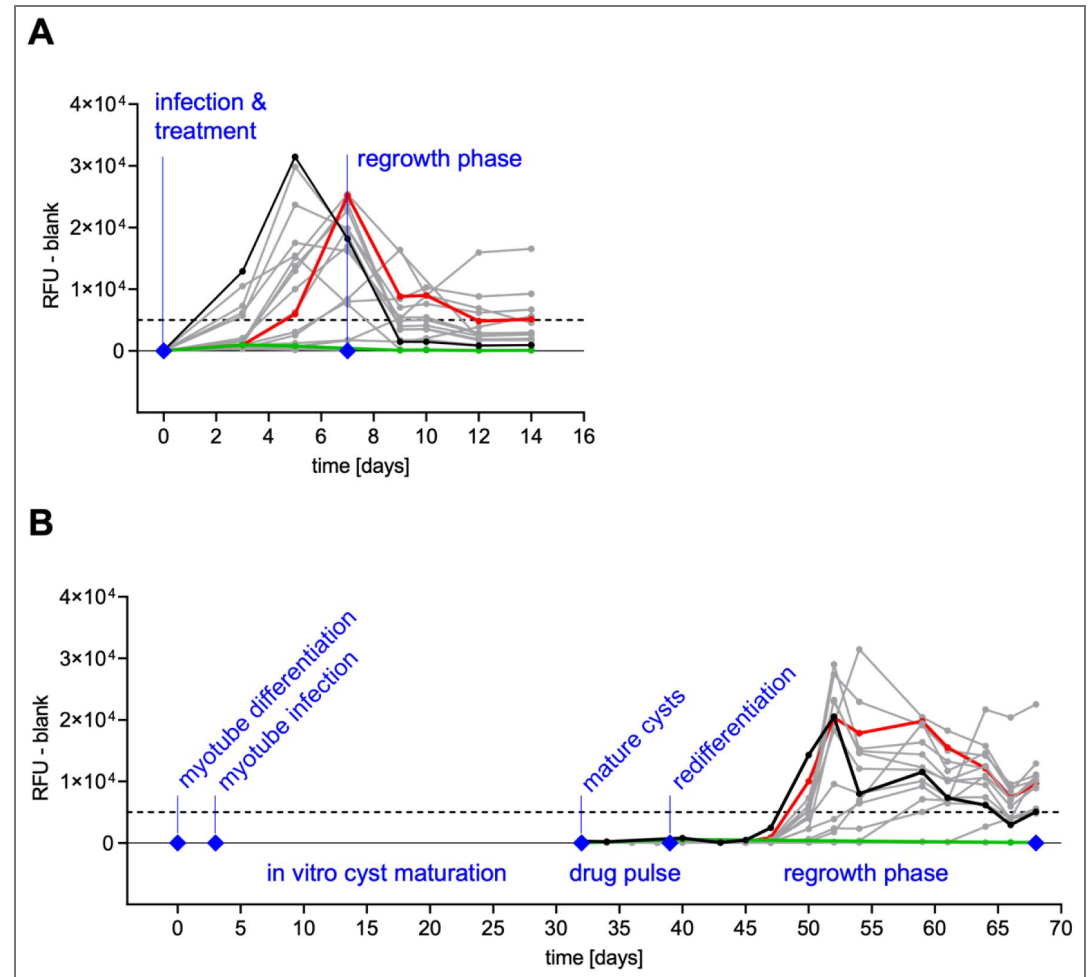 A
4×10⁴
3×10⁴
2×10⁴
1×10⁴
0
RFU - blank
infection &
treatment
regrowth phase
0 2 4 6 8 10 12 14 16
time [days]
B
4×10⁴
3×10⁴
2×10⁴
1×10⁴
0
RFU - blank
myotube differentiation
myotube infection
mature cysts
redifferentiation
in vitro cyst maturation
drug pulse
regrowth phase
0 5 10 15 20 25 30 35 40 45 50 55 60 65 70
time [days]